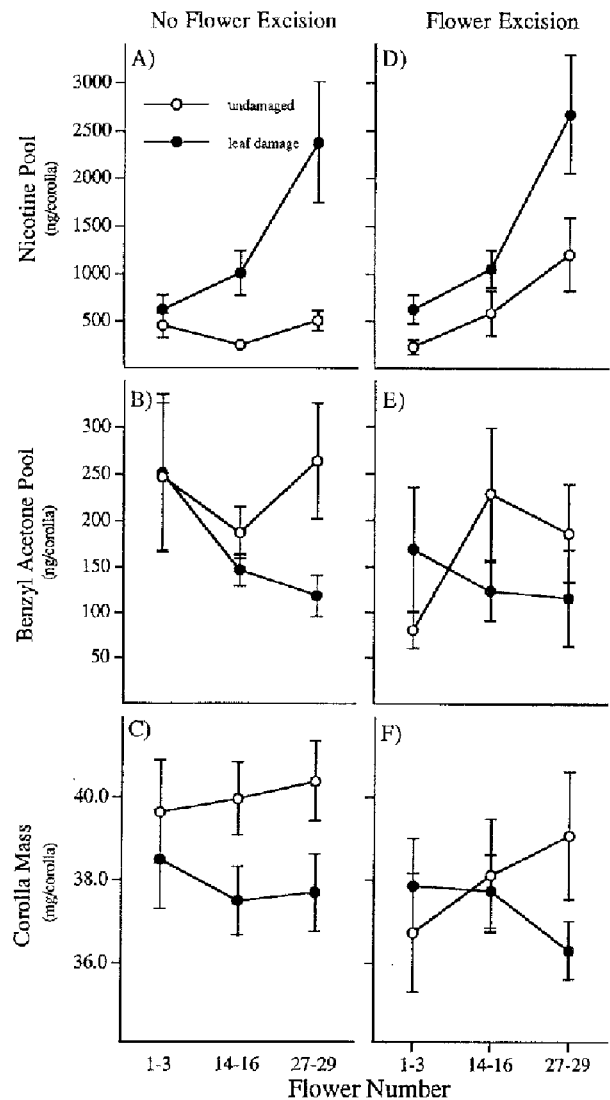 No Flower Excision
Flower Excision
A)
D)
3000
2500
2000
1500
1000
500
undamaged
leaf damage
Nicotine Pool
(ng/corolla)
B)
E)
250
200
150
100
50
Benzyl Acetone Pool
(ng/corolla)
C)
F)
40.0
38.0
36.0
Corolla Mass
(mg/corolla)
1-3
14-16
27-29
1-3
14-16
27-29
Flower Number